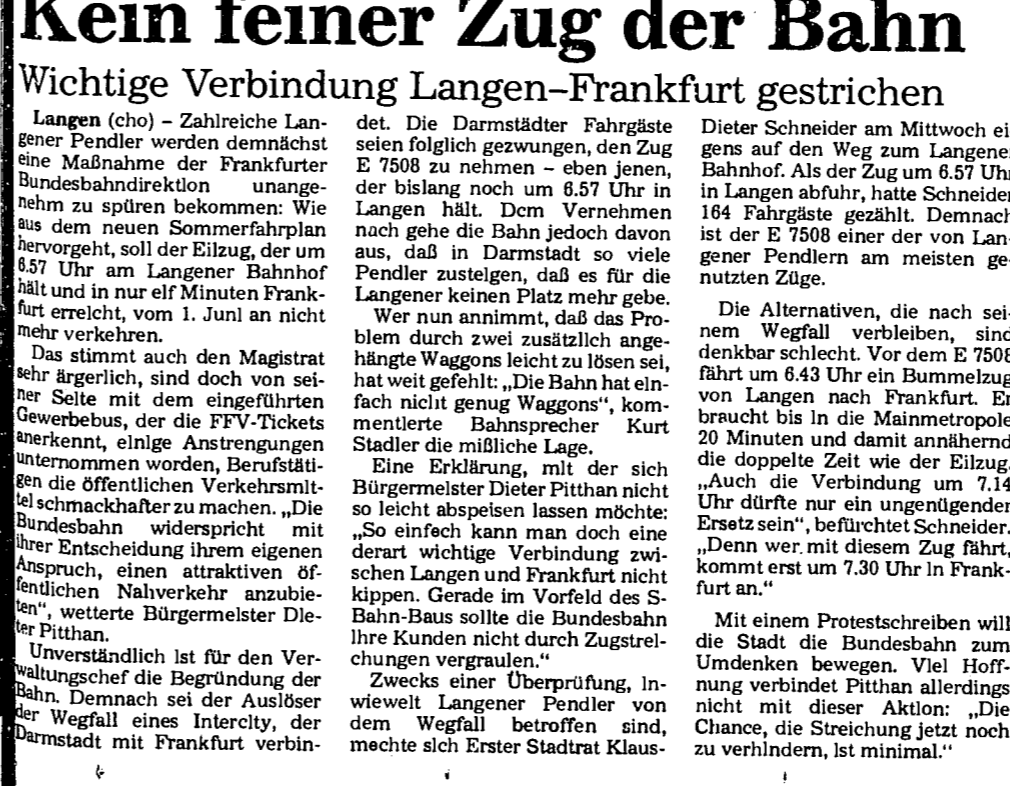 Kein feiner Zug der Bahn
Wichtige Verbindung Langen–Frankfurt gestrichen
Langen (cho) – Zahlreiche Lan-
gener Pendler werden demnächst
eine Maßnahme der Frankfurter
Bundesbahndirektion unange-
nehm zu spüren bekommen: Wie
aus dem neuen Sommerfahrplan
hervorgeht, soll der Eilzug, der um
6.57 Uhr am Langener Bahnhof
hält und in nur elf Minuten Frank-
furt erreicht, vom 1. Juni an nicht
mehr verkehren.
Das stimmt auch den Magistrat
sehr ärgerlich, sind doch von sei-
ner Seite mit dem eingeführten
Gewerbebus, der die FFV-Tickets
anerkennt, einige Anstrengungen
unternommen worden, Berufstäti-
gen die öffentlichen Verkehrsmit-
tel schmackhafter zu machen. „Die
Bundesbahn widerspricht mit
ihrer Entscheidung ihrem eigenen
Anspruch, einen attraktiven öf-
fentlichen Nahverkehr anzubie-
ten“, wetterte Bürgermeister Die-
ter Pitthan.
Unverständlich ist für den Ver-
waltungschef die Begründung der
Bahn. Demnach sei der Auslöser
der Wegfall eines Intercity, der
Darmstadt mit Frankfurt verbin-
det. Die Darmstädter Fahrgäste
seien folglich gezwungen, den Zug
E 7508 zu nehmen – eben jenen,
der bislang noch um 6.57 Uhr in
Langen hält. Dem Vernehmen
nach gehe die Bahn jedoch davon
aus, daß in Darmstadt so viele
Pendler zusteigen, daß es für die
Langener keinen Platz mehr gebe.
Wer nun annimmt, daß das Pro-
blem durch zwei zusätzlich ange-
hängte Waggons leicht zu lösen sei,
hat weit gefehlt: „Die Bahn hat ein-
fach nicht genug Waggons“, kom-
mentierte Bahnsprecher Kurt
Stadler die mißliche Lage.
Eine Erklärung, mit der sich
Bürgermeister Dieter Pitthan nicht
so leicht abspeisen lassen möchte:
„So einfach kann man doch eine
derart wichtige Verbindung zwi-
schen Langen und Frankfurt nicht
kippen. Gerade im Vorfeld des S-
Bahn-Baus sollte die Bundesbahn
ihre Kunden nicht durch Zugstrei-
chungen vergraulen.“
Zwecks einer Überprüfung, in-
wieweit Langener Pendler von
dem Wegfall betroffen sind,
machte sich Erster Stadtrat Klaus-
Dieter Schneider am Mittwoch ei-
gens auf den Weg zum Langener
Bahnhof. Als der Zug um 6.57 Uhr
in Langen abfuhr, hatte Schneider
164 Fahrgäste gezählt. Demnach
ist der E 7508 einer der von Lan-
gener Pendlern am meisten ge-
nutzten Züge.
Die Alternativen, die nach sei-
nem Wegfall verbleiben, sind
denkbar schlecht. Vor dem E 7508
fährt um 6.43 Uhr ein Bummelzug
von Langen nach Frankfurt. Er
braucht bis in die Mainmetropole
20 Minuten und damit annähernd
die doppelte Zeit wie der Eilzug.
„Auch die Verbindung um 7.14
Uhr dürfte nur ein ungenügender
Ersatz sein“, befürchtet Schneider.
„Denn wer mit diesem Zug fährt,
kommt erst um 7.30 Uhr in Frank-
furt an.“
Mit einem Protestschreiben will
die Stadt die Bundesbahn zum
Umdenken bewegen. Viel Hoff-
nung verbindet Pitthan allerdings
nicht mit dieser Aktion: „Die
Chance, die Streichung jetzt noch
zu verhindern, ist minimal.“